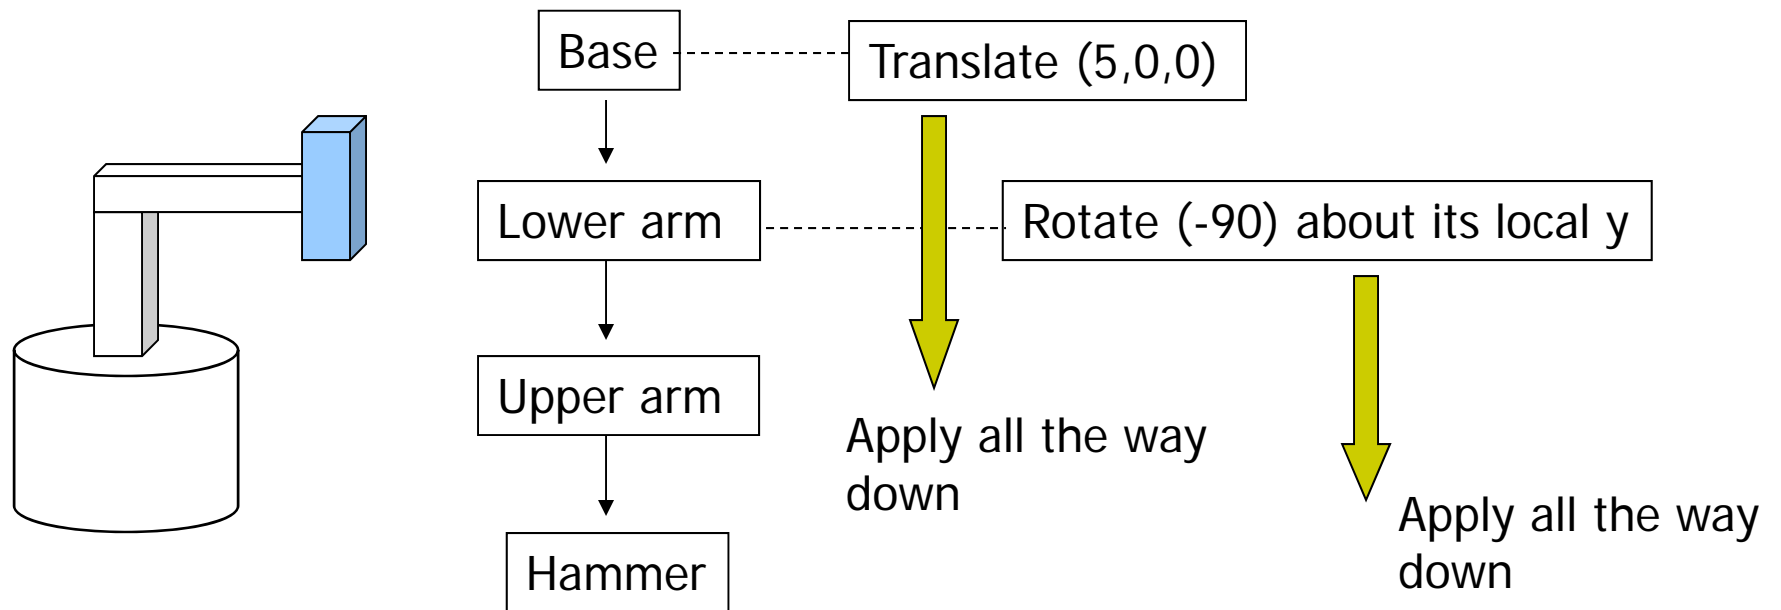 Base
Translate (5,0,0)
Lower arm
Rotate (-90) about its local y
Upper arm
Apply all the way
down
Apply all the way
down
Hammer